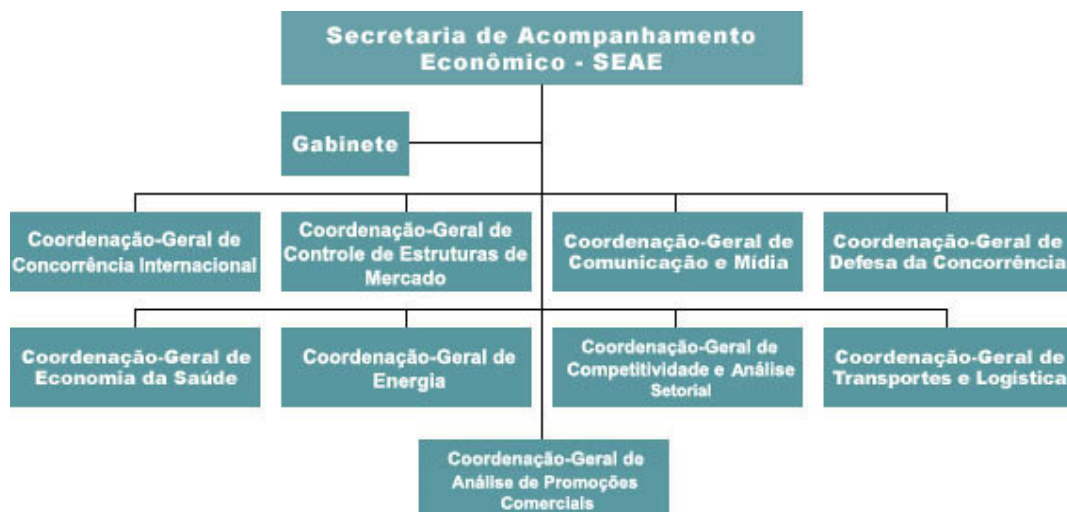 Secretaria de Acompanhamento
Econômico - SEAE
Gabinete
Coordenação-Geral de
Concorrência Internacional
Coordenação-Geral de
Controle de Estruturas de
Mercado
Coordenação-Geral de
Comunicação e Mídia
Coordenação-Geral de
Defesa da Concorrência
Coordenação-Geral de
Economia da Saúde
Coordenação-Geral de
Energia
Coordenação-Geral de
Competitividade e Análise
Setorial
Coordenação-Geral de
Transportes e Logística
Coordenação-Geral de
Análise de Promoções
Comerciais